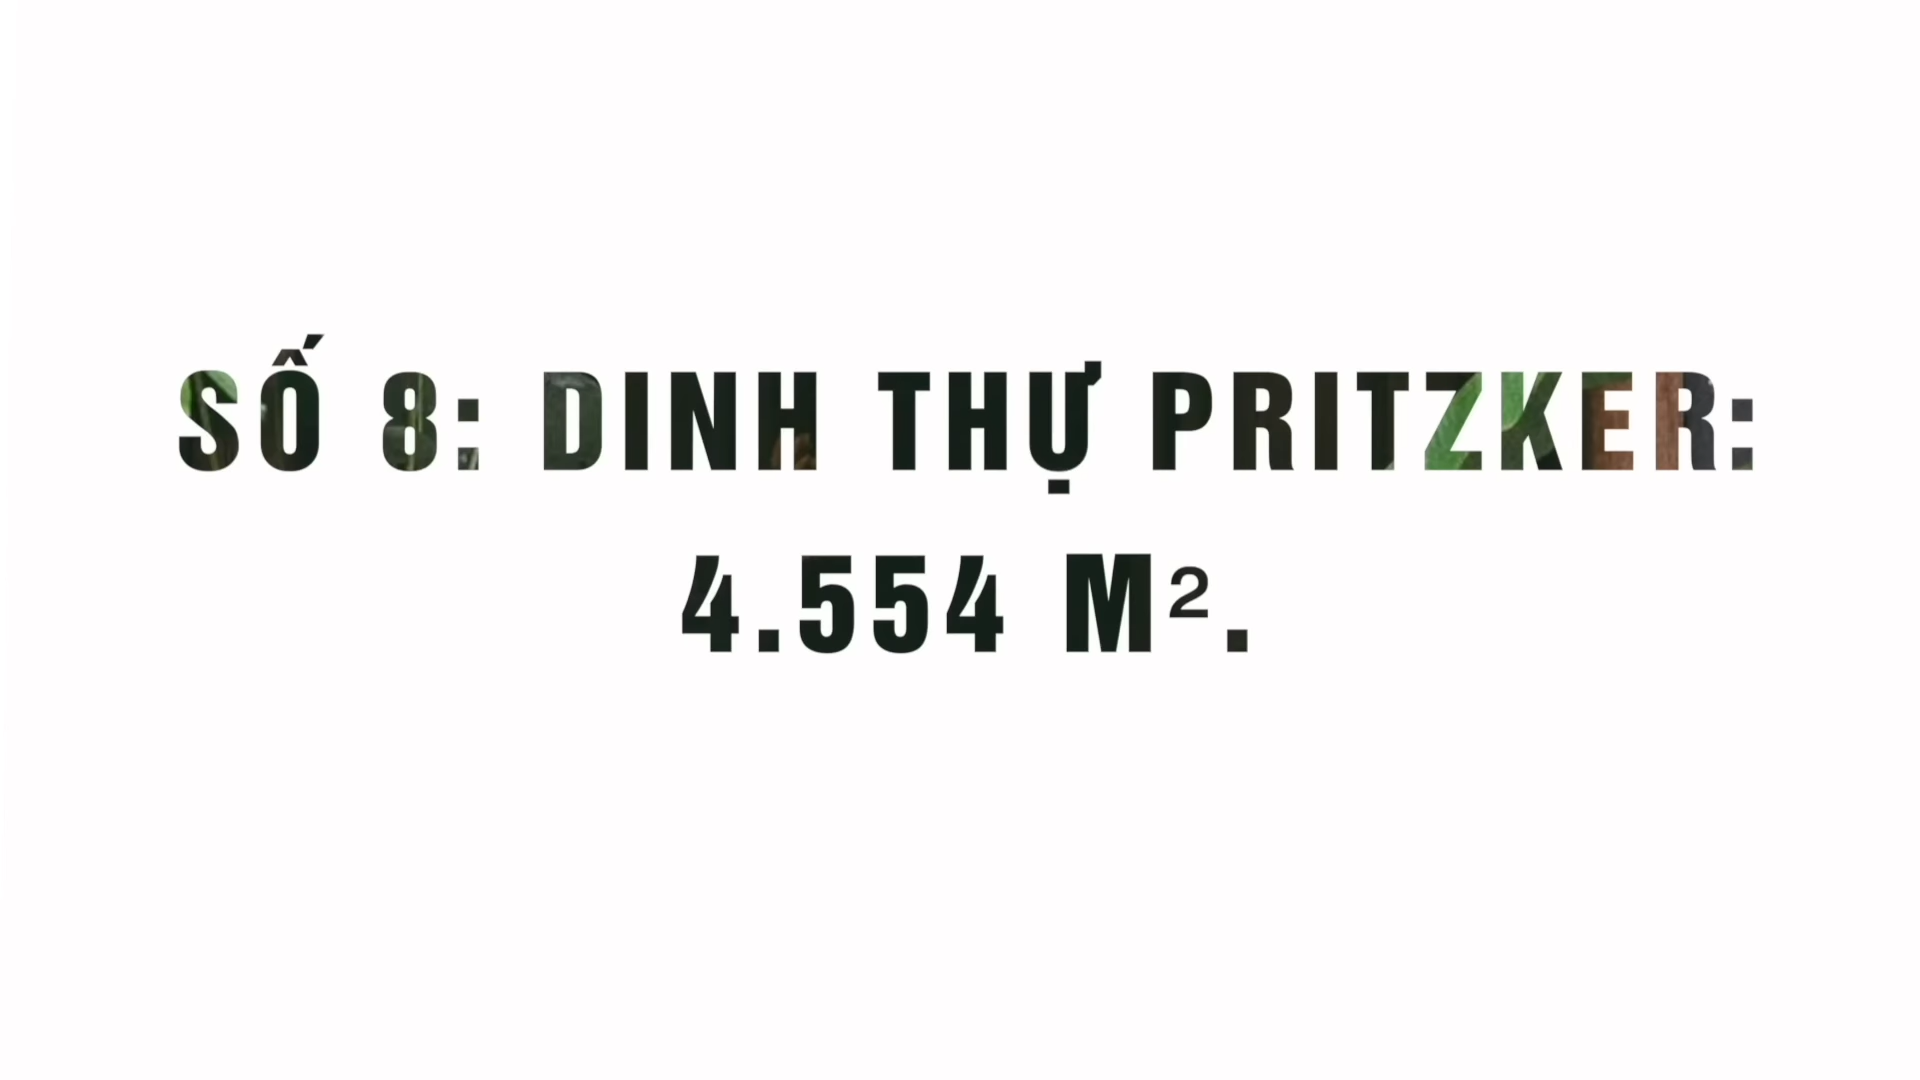 SỐ 8: DINH THỰ PRITZKER:
4.554 M².